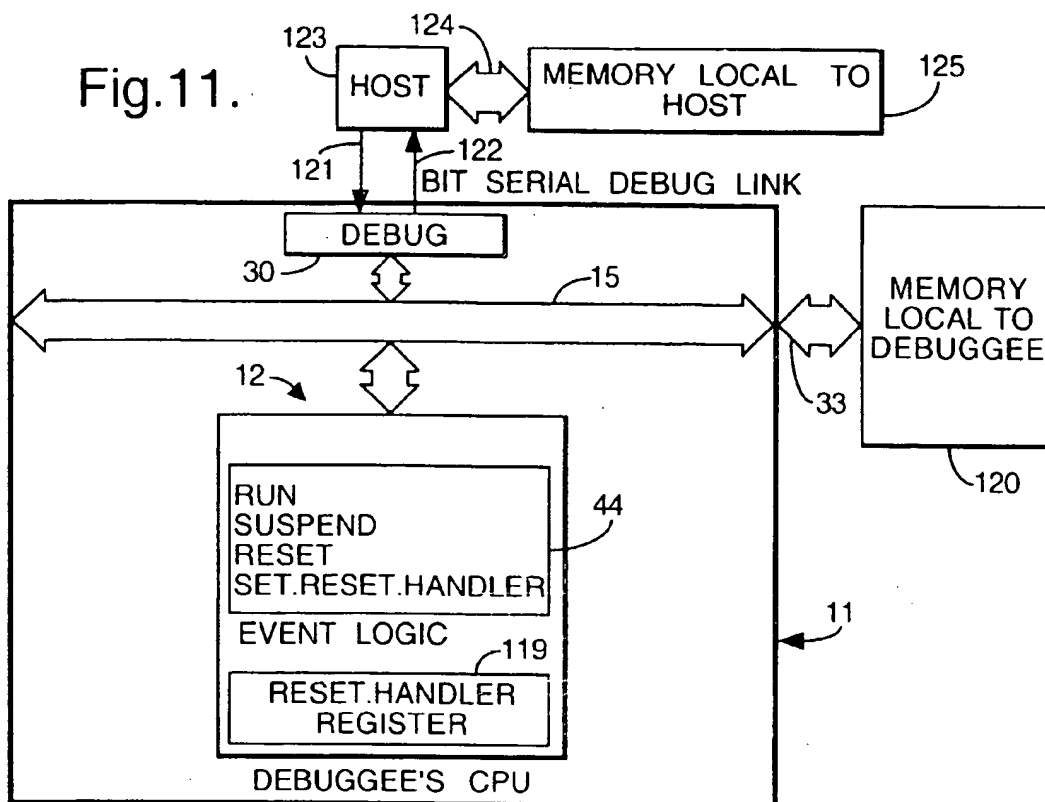 Fig.11.
123
HOST
124
MEMORY LOCAL TO
HOST
125
121
122
BIT SERIAL DEBUG LINK
DEBUG
30
15
MEMORY
LOCAL TO
DEBUGGEE
33
120
12
RUN
SUSPEND
RESET
SET.RESET.HANDLER
44
EVENT LOGIC
119
RESET.HANDLER
REGISTER
11
DEBUGGEE'S CPU